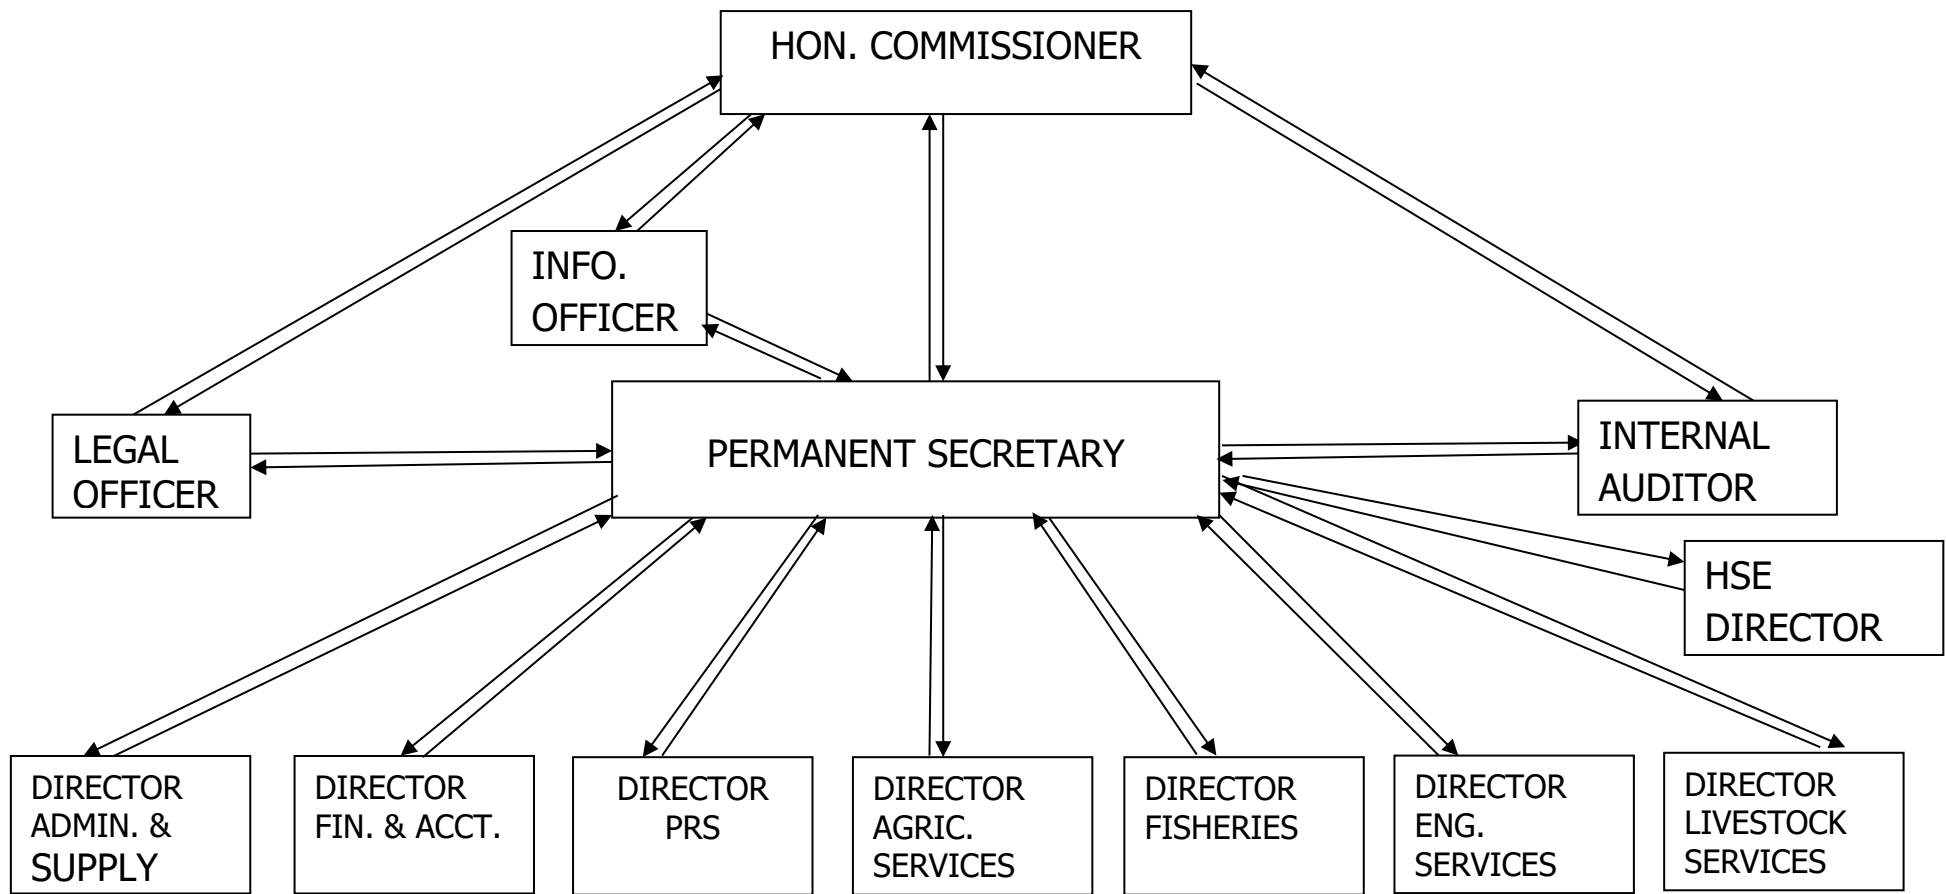 HON. COMMISSIONER
INFO.
OFFICER
LEGAL
OFFICER
PERMANENT SECRETARY
INTERNAL
AUDITOR
HSE
DIRECTOR
DIRECTOR
ADMIN. &
SUPPLY
DIRECTOR
FIN. & ACCT.
DIRECTOR
PRS
DIRECTOR
AGRIC.
SERVICES
DIRECTOR
FISHERIES
DIRECTOR
ENG.
SERVICES
DIRECTOR
LIVESTOCK
SERVICES